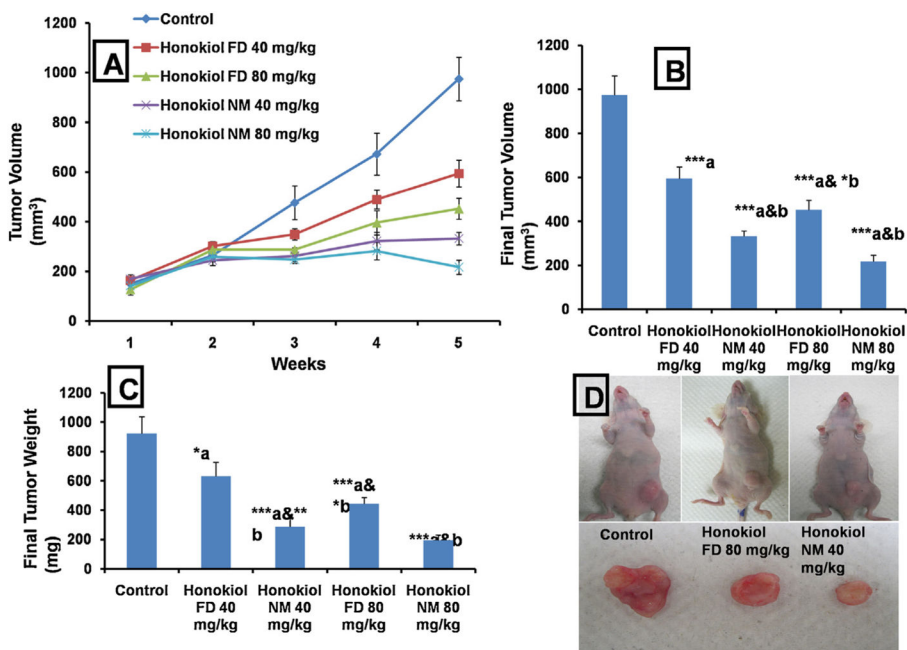 A
1200
1000
800
600
400
200
0
Tumor Volume
(mm³)
Control
Honokiol FD 40 mg/kg
Honokiol FD 80 mg/kg
Honokiol NM 40 mg/kg
Honokiol NM 80 mg/kg
1 2 3 4 5
Weeks
B
1200
1000
800
600
400
200
0
Final Tumor Volume
(mm³)
***a
***a&b
***a& *b
***a&b
Control Honokiol Honokiol Honokiol Honokiol
FD 40 NM 40 FD 80 NM 80
mg/kg mg/kg mg/kg mg/kg
C
1200
1000
800
600
400
200
0
Final Tumor Weight
(mg)
*a
***a&**
b
***a&
*b
***a&b
Control Honokiol Honokiol Honokiol Honokiol
FD 40 NM 40 FD 80 NM 80
mg/kg mg/kg mg/kg mg/kg
D
Control
Honokiol
FD 80 mg/kg
Honokiol
NM 40
mg/kg